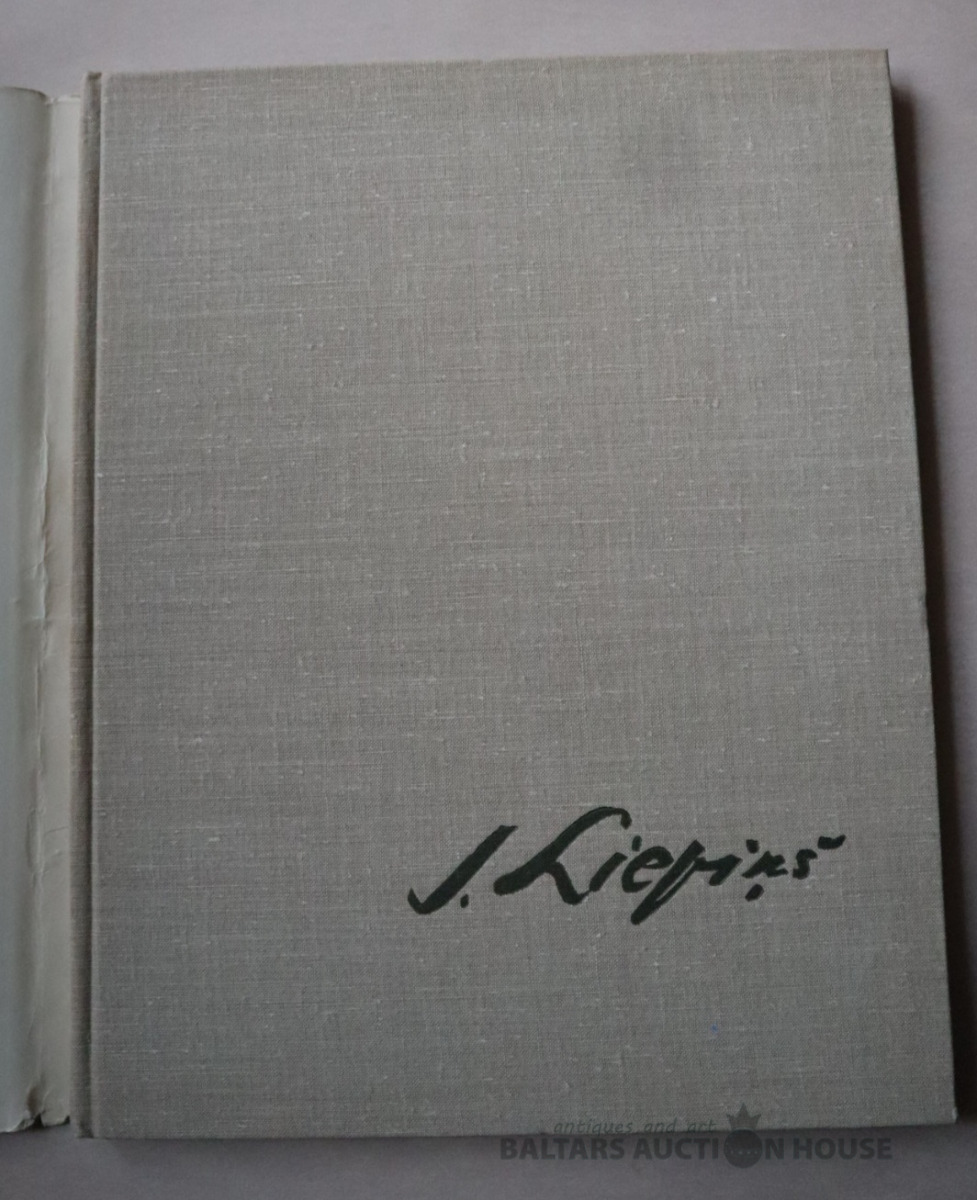 J. Liepiņš
antiques and art
BALTARS AUCTION HOUSE